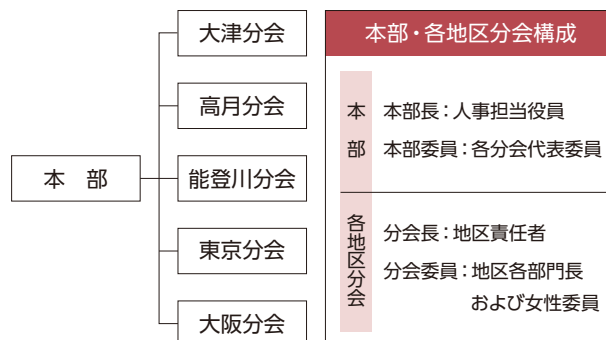 本　部
大津分会
高月分会
能登川分会
東京分会
大阪分会
本部・各地区分会構成
本部
本部長：人事担当役員
本部委員：各分会代表委員
各地区分会
分会長：地区責任者
分会委員：地区各部門長
および女性委員